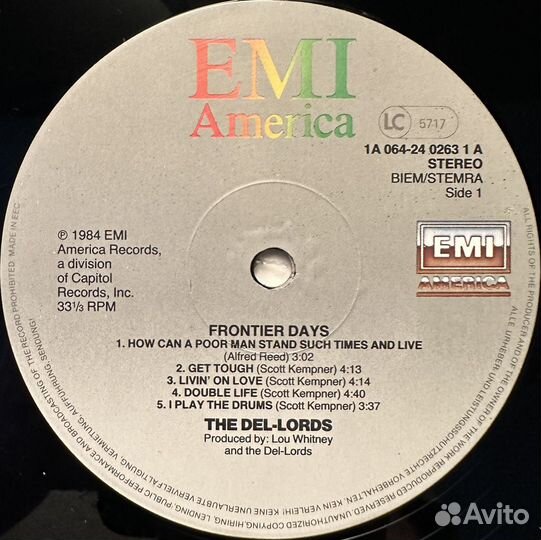 EMI
America
LC 5717
1A 064-24 0263 1 A
STEREO
BIEM/STEMRA
Side 1
℗ 1984 EMI
America Records,
a division
of Capitol
Records, Inc.
33⅓ RPM
EMI
AMERICA
FRONTIER DAYS
1. HOW CAN A POOR MAN STAND SUCH TIMES AND LIVE
(Alfred Reed) 3:02
2. GET TOUGH (Scott Kempner) 4:13
3. LIVIN' ON LOVE (Scott Kempner) 4:14
4. DOUBLE LIFE (Scott Kempner) 4:40
5. I PLAY THE DRUMS (Scott Kempner) 3:37
THE DEL-LORDS
Produced by: Lou Whitney
and the Del-Lords
ALL RIGHTS OF THE PRODUCER AND OF THE OWNER OF THE WORK REPRODUCED RESERVED UNAUTHORIZED COPYING, HIRING, LENDING, PUBLIC PERFORMANCE AND BROADCASTING OF THE RECORD PROHIBITED. MADE IN EEC
ALLE URHEBER- UND LEISTUNGSSCHUTZRECHTE VORBEHALTEN. KEIN VERLEIH! KEINE UNERLAUBTE VERVIELFÄLTIGUNG, VERMIETUNG, AUFFÜHRUNG, SENDUNG!
Avito